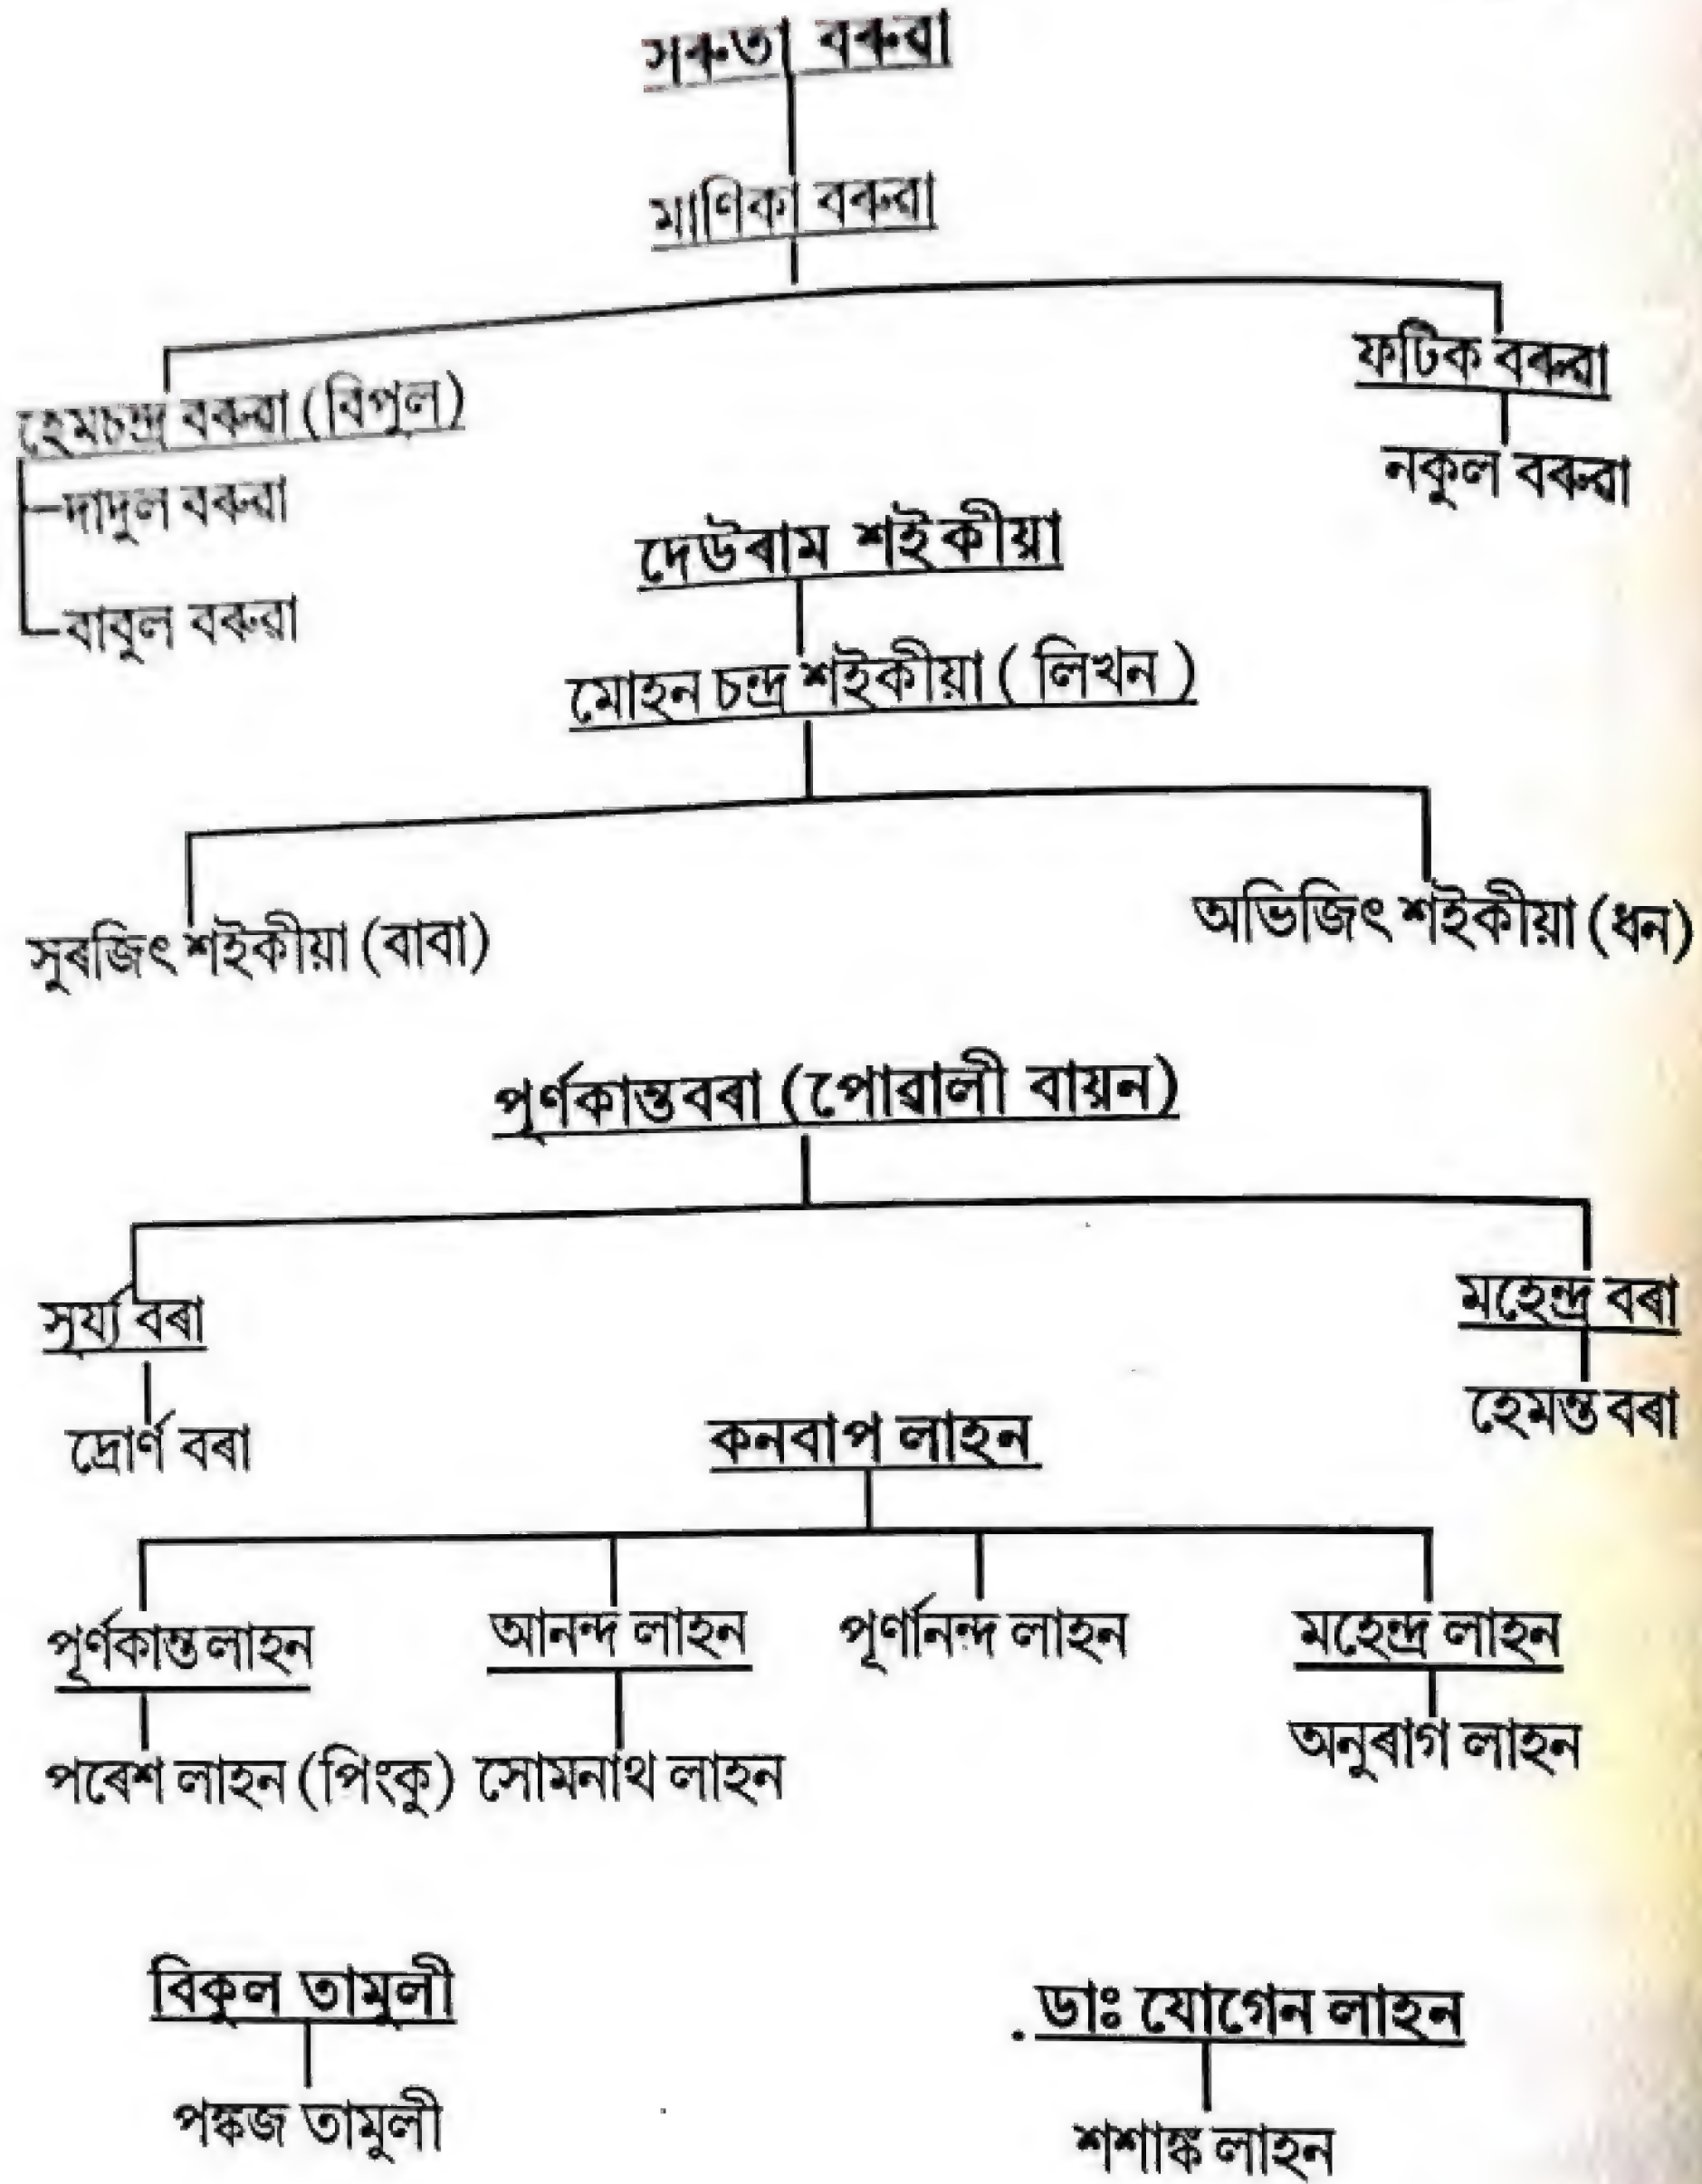 সৰুতা বৰুৱা
মাণিকা বৰুৱা
হেমচন্দ্ৰ বৰুৱা (বিপুল)
ফটিক বৰুৱা
দাদুল বৰুৱা
নকুল বৰুৱা
বাবুল বৰুৱা
দেউৰাম শইকীয়া
মোহন চন্দ্ৰ শইকীয়া ( লিখন )
সুৰজিৎ শইকীয়া (বাবা)
অভিজিৎ শইকীয়া (ধন)
পূৰ্ণকান্ত বৰা (পোৱালী বায়ন)
সূৰ্য্য বৰা
মহেন্দ্ৰ বৰা
দ্ৰোৰ্ণ বৰা
হেমন্ত বৰা
কনবাপ লাহন
পূৰ্ণকান্ত লাহন
আনন্দ লাহন
পূৰ্ণানন্দ লাহন
মহেন্দ্ৰ লাহন
পৰেশ লাহন (পিংকু)
সোমনাথ লাহন
অনুৰাগ লাহন
বিকুল তামুলী
ডাঃ যোগেন লাহন
পঙ্কজ তামুলী
শশাঙ্ক লাহন